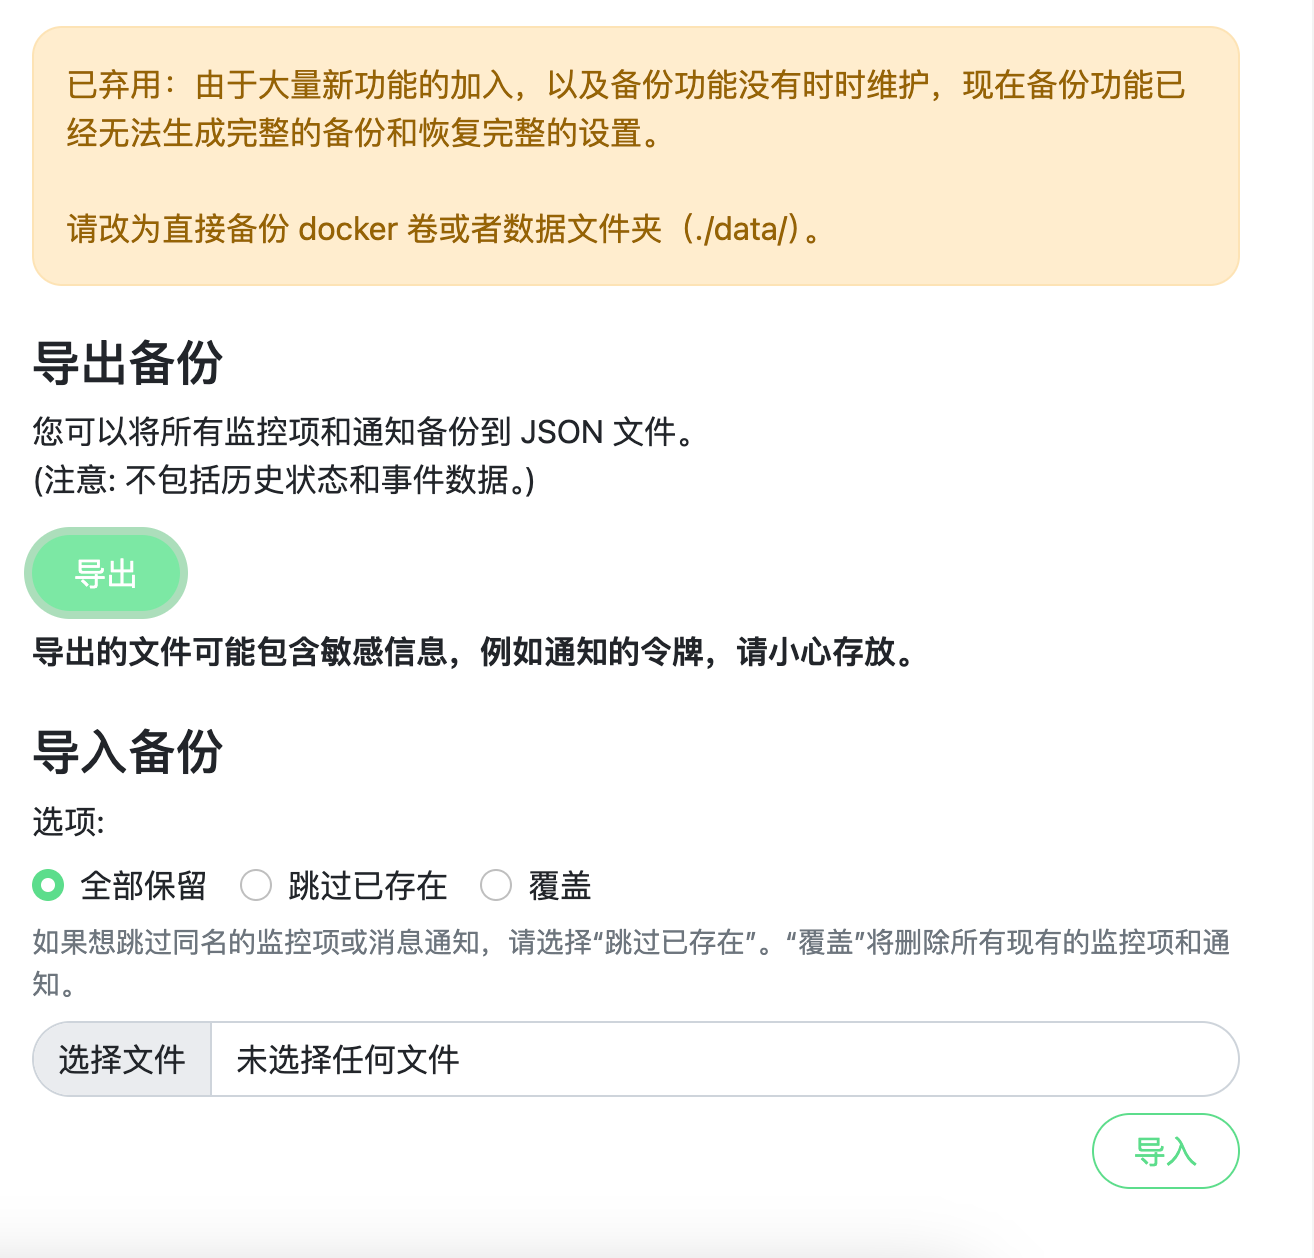 已弃用：由于大量新功能的加入，以及备份功能没有时时维护，现在备份功能已
经无法生成完整的备份和恢复完整的设置。
请改为直接备份 docker 卷或者数据文件夹（./data/）。
导出备份
您可以将所有监控项和通知备份到 JSON 文件。
(注意: 不包括历史状态和事件数据。)
导出
导出的文件可能包含敏感信息，例如通知的令牌，请小心存放。
导入备份
选项:
全部保留 跳过已存在 覆盖
如果想跳过同名的监控项或消息通知，请选择“跳过已存在”。“覆盖”将删除所有现有的监控项和通
知。
选择文件 未选择任何文件
导入